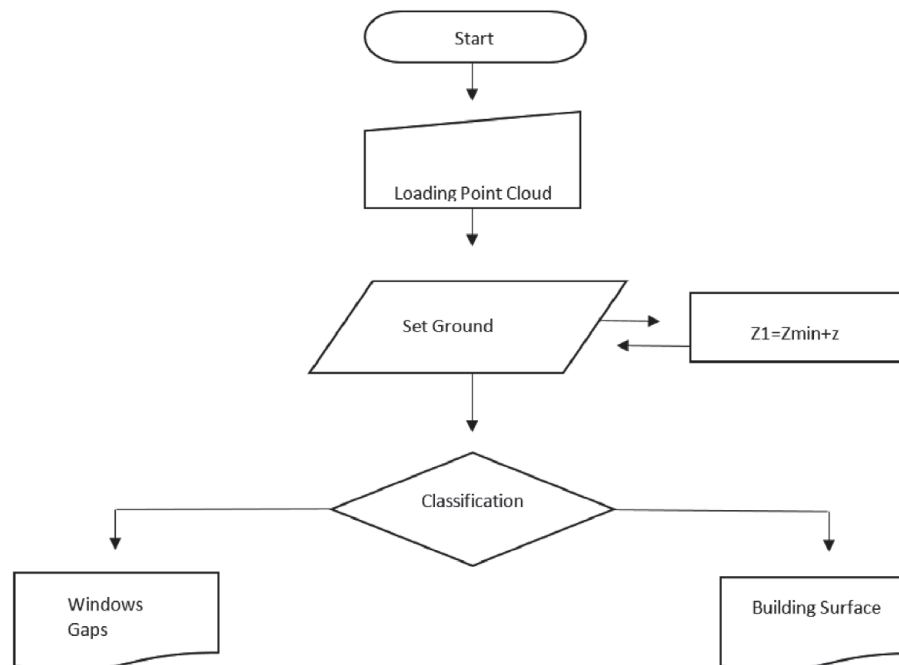 Start
Loading Point Cloud
Set Ground
Z1=Zmin+z
Classification
Windows
Gaps
Building Surface